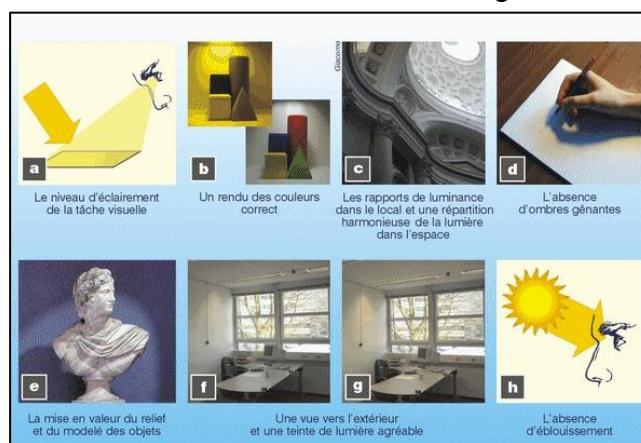 Giacomo
a
b
c
d
Le niveau d'éclairement
de la tâche visuelle
Un rendu des couleurs
correct
Les rapports de luminance
dans le local et une répartition
harmonieuse de la lumière
dans l'espace
L'absence
d'ombres gênantes
e
f
g
h
La mise en valeur du relief
et du modelé des objets
Une vue vers l'extérieur
et une teinte de lumière agréable
L'absence
d'éblouissement